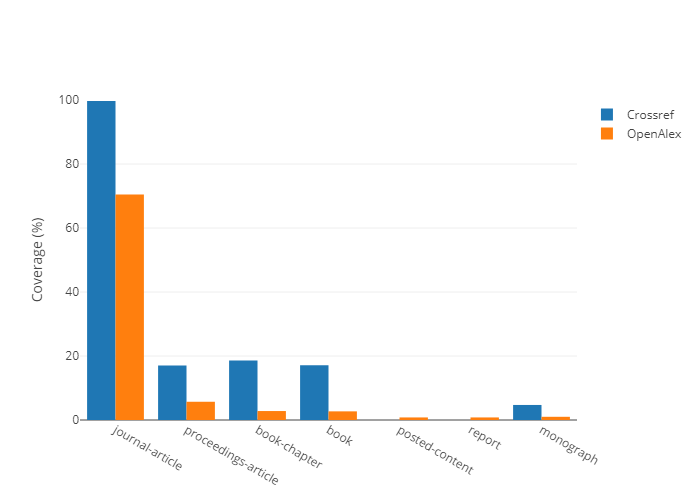 100
80
60
40
20
0
Coverage (%)
journal-article
proceedings-article
book-chapter
book
posted-content
report
monograph
Crossref
OpenAlex